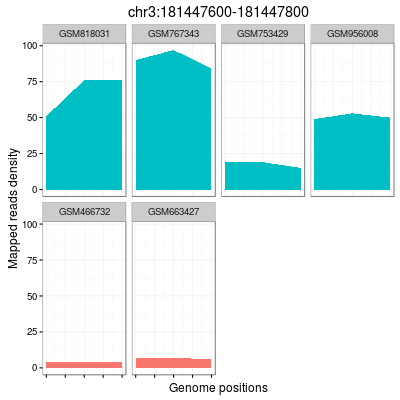 chr3:181447600-181447800
GSM818031 GSM767343 GSM753429 GSM956008
100
75
50
25
0
GSM466732 GSM663427
100
75
50
25
0
Mapped reads density
Genome positions